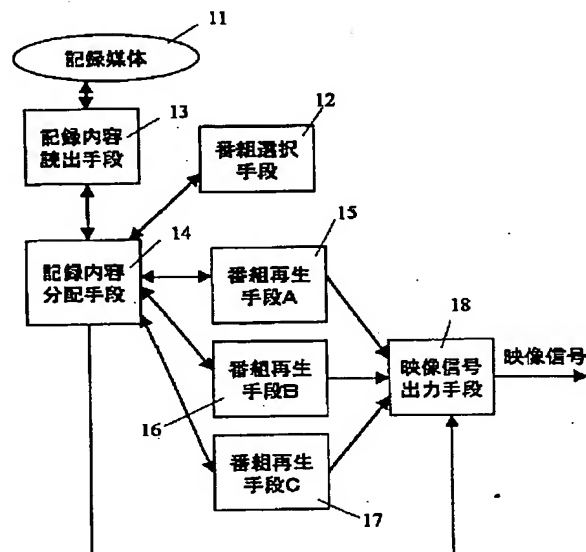 11
記録媒体
13
12
記録内容
読出手段
番組選択
手段
14
15
記録内容
分配手段
番組再生
手段A
18
映像信号
出力手段
映像信号
番組再生
手段B
16
番組再生
手段C
17